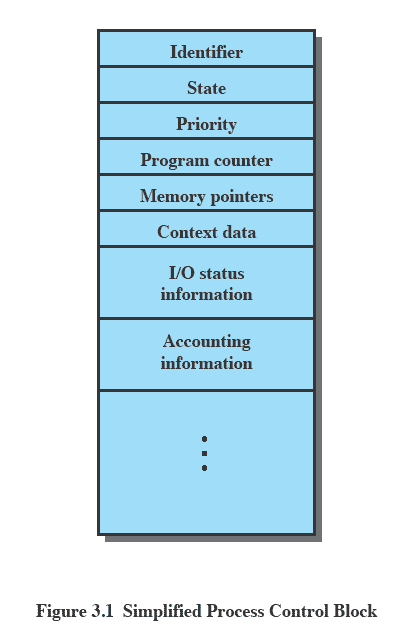 Identifier
State
Priority
Program counter
Memory pointers
Context data
I/O status
information
Accounting
information
Figure 3.1 Simplified Process Control Block